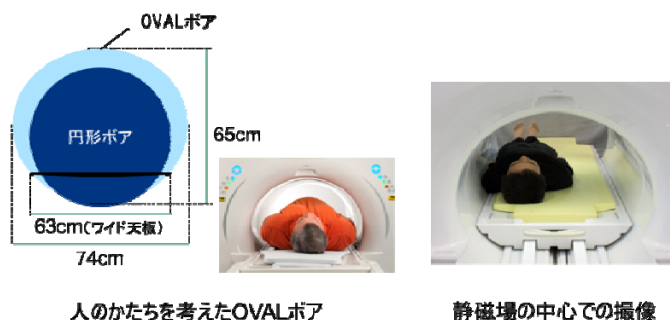 OVALボア
円形ボア
65cm
63cm(ワイド天板)
74cm
人のかたちを考えたOVALボア
静磁場の中心での撮像